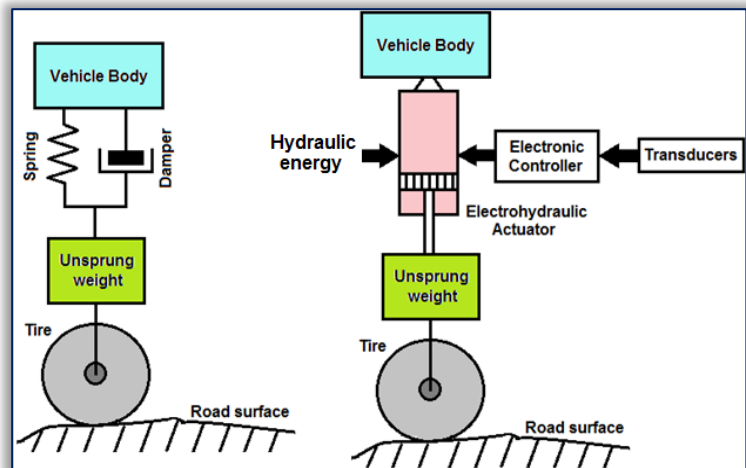 Vehicle Body
Spring
Damper
Unsprung
weight
Tire
Road surface
Vehicle Body
Hydraulic
energy
Electronic
Controller
Transducers
Electrohydraulic
Actuator
Unsprung
weight
Tire
Road surface